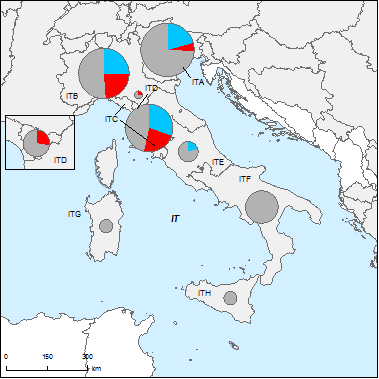 ITA
ITB
ITD
ITC
ITD
ITE
ITF
ITG
IT
ITH
0 150 300
km